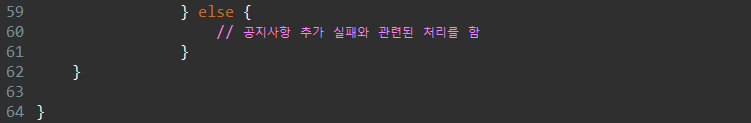 59 } else {
60 // 공지사항 추가 실패와 관련된 처리를 함
61 }
62 }
63
64 }